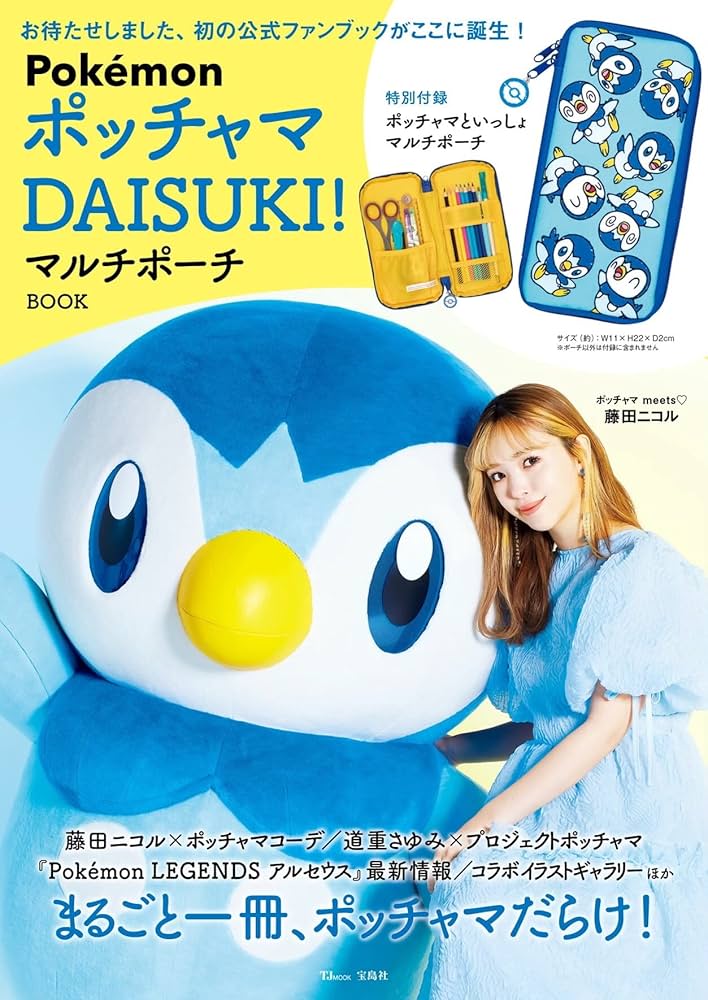 お待たせしました、初の公式ファンブックがここに誕生！
Pokémon
ポッチャマ
DAISUKI!
マルチポーチ
BOOK
特別付録
ポッチャマといっしょ
マルチポーチ
サイズ（約）：W11×H22×D2cm
※ポーチ以外は付録に含まれません
ポッチャマ meets♡
藤田ニコル
藤田ニコル×ポッチャマコーデ／道重さゆみ×プロジェクトポッチャマ
『Pokémon LEGENDS アルセウス』最新情報／コラボイラストギャラリー ほか
まるごと一冊、ポッチャマだらけ！
TJMOOK 宝島社